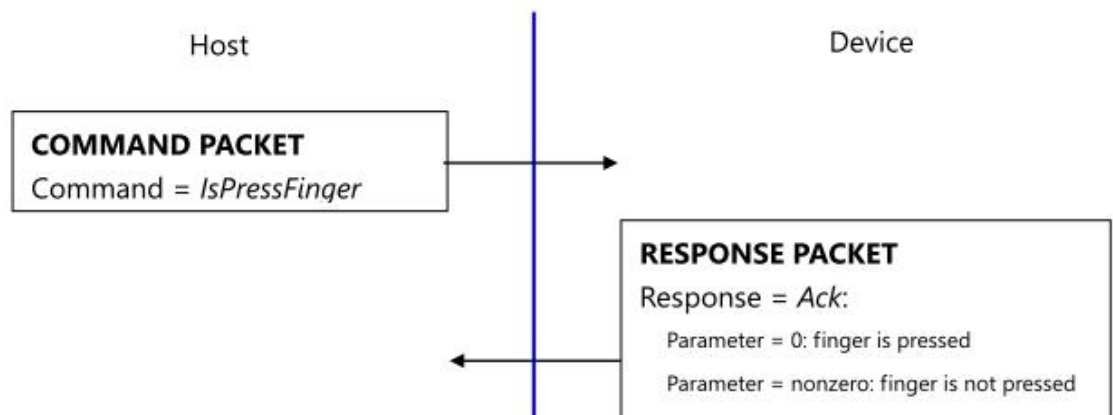 Host
Device
COMMAND PACKET
Command = IsPressFinger
RESPONSE PACKET
Response = Ack:
Parameter = 0: finger is pressed
Parameter = nonzero: finger is not pressed